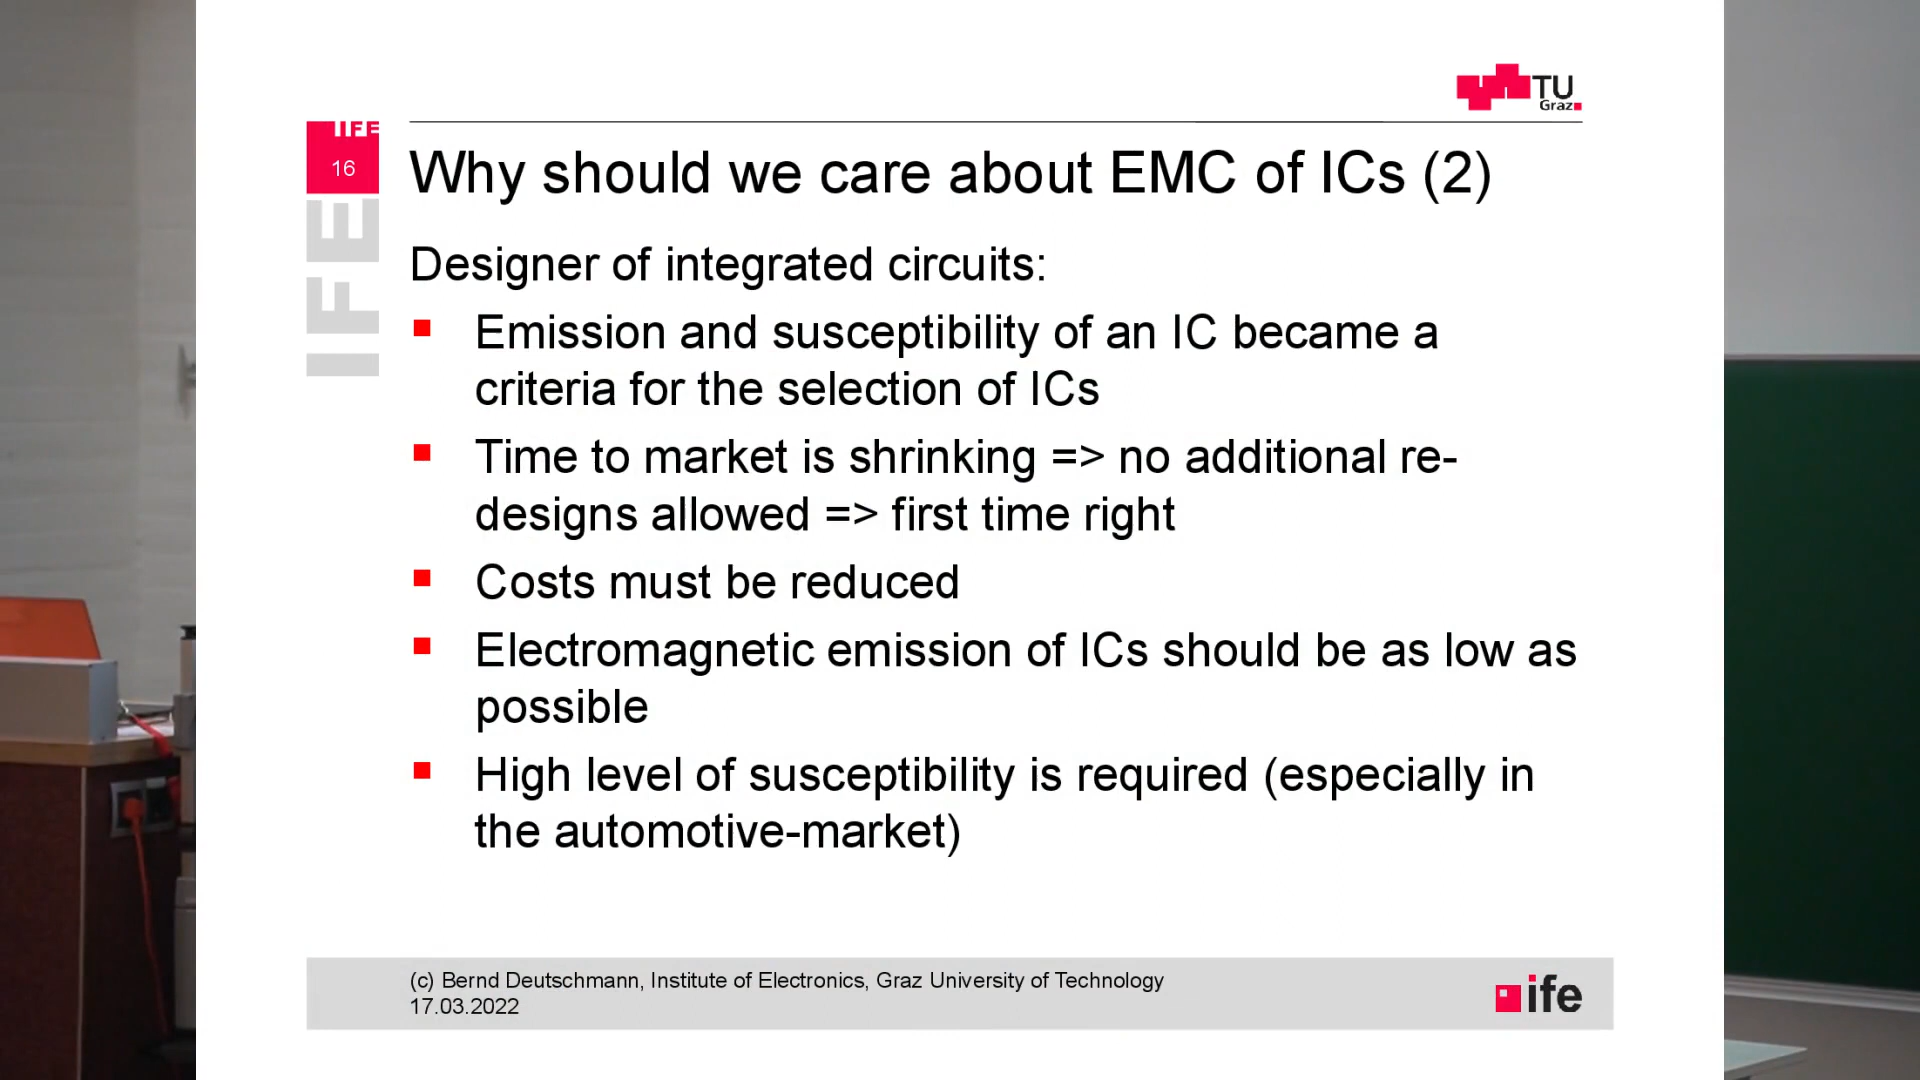 TU
Graz
IFE
16
Why should we care about EMC of ICs (2)
IFE
Designer of integrated circuits:
Emission and susceptibility of an IC became a
criteria for the selection of ICs
Time to market is shrinking => no additional re-
designs allowed => first time right
Costs must be reduced
Electromagnetic emission of ICs should be as low as
possible
High level of susceptibility is required (especially in
the automotive-market)
(c) Bernd Deutschmann, Institute of Electronics, Graz University of Technology
17.03.2022
ife